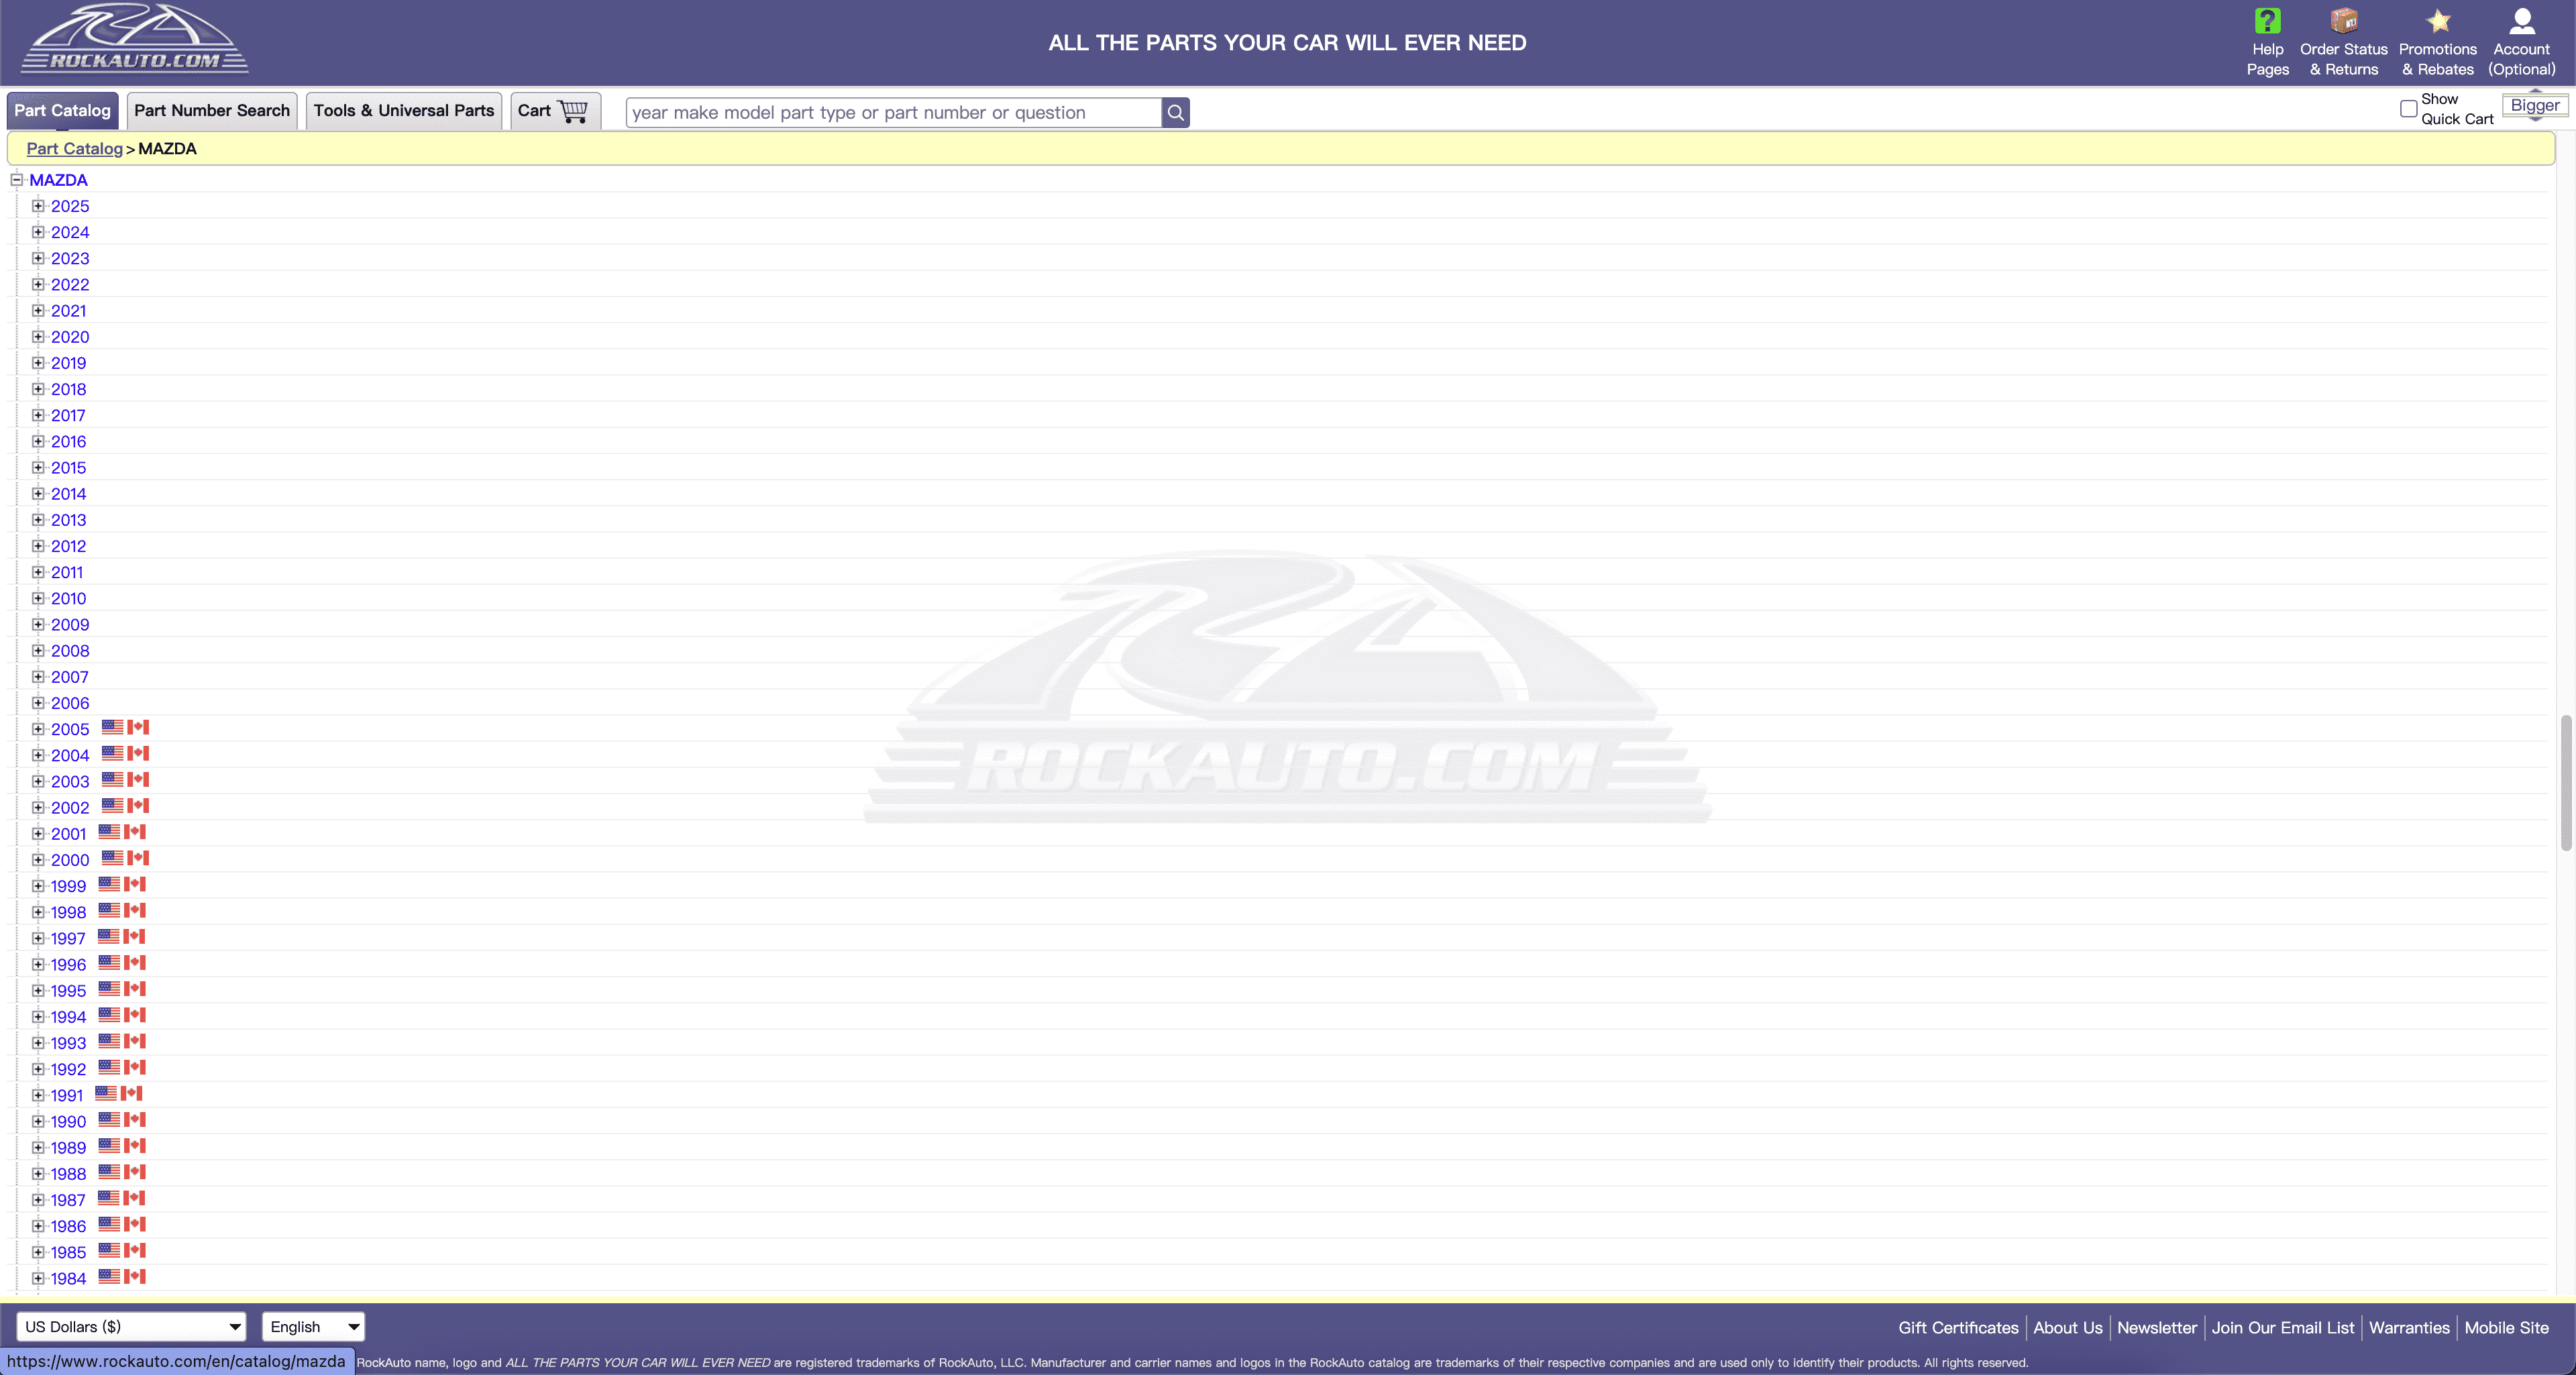 ROCKAUTO.COM
ALL THE PARTS YOUR CAR WILL EVER NEED
Help Pages
Order Status & Returns
Promotions & Rebates
Account (Optional)
Part Catalog
Part Number Search
Tools & Universal Parts
Cart
year make model part type or part number or question
Show Quick Cart
Bigger
Part Catalog > MAZDA
MAZDA
2025
2024
2023
2022
2021
2020
2019
2018
2017
2016
2015
2014
2013
2012
2011
2010
2009
2008
2007
2006
2005
2004
2003
2002
2001
2000
1999
1998
1997
1996
1995
1994
1993
1992
1991
1990
1989
1988
1987
1986
1985
1984
ROCKAUTO.COM
US Dollars ($)
English
Gift Certificates
About Us
Newsletter
Join Our Email List
Warranties
Mobile Site
https://www.rockauto.com/en/catalog/mazda
RockAuto name, logo and ALL THE PARTS YOUR CAR WILL EVER NEED are registered trademarks of RockAuto, LLC. Manufacturer and carrier names and logos in the RockAuto catalog are trademarks of their respective companies and are used only to identify their products. All rights reserved.